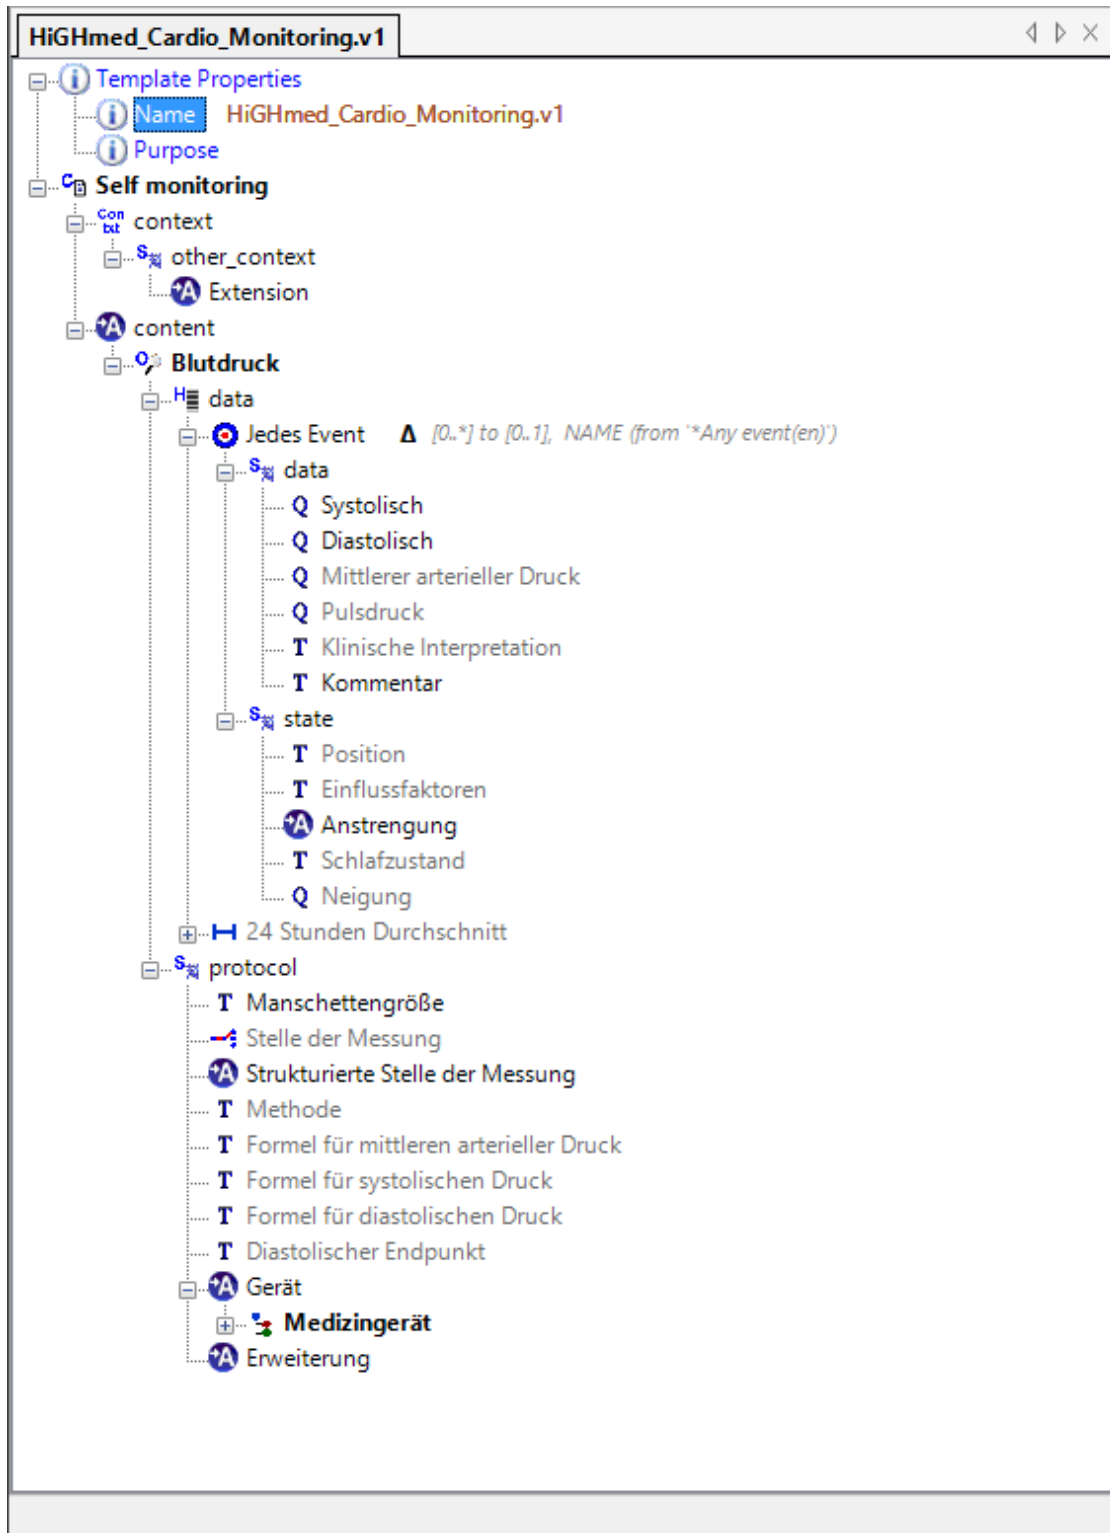 HiGHmed_Cardio_Monitoring.v1
Template Properties
Name HiGHmed_Cardio_Monitoring.v1
Purpose
Self monitoring
context
other_context
Extension
content
Blutdruck
data
Jedes Event Δ [0..*] to [0..1], NAME (from '*Any event(en)')
data
Q Systolisch
Q Diastolisch
Q Mittlerer arterieller Druck
Q Pulsdruck
T Klinische Interpretation
T Kommentar
state
T Position
T Einflussfaktoren
Anstrengung
T Schlafzustand
Q Neigung
24 Stunden Durchschnitt
protocol
T Manschettengröße
Stelle der Messung
Strukturierte Stelle der Messung
T Methode
T Formel für mittleren arterieller Druck
T Formel für systolischen Druck
T Formel für diastolischen Druck
T Diastolischer Endpunkt
Gerät
Medizingerät
Erweiterung